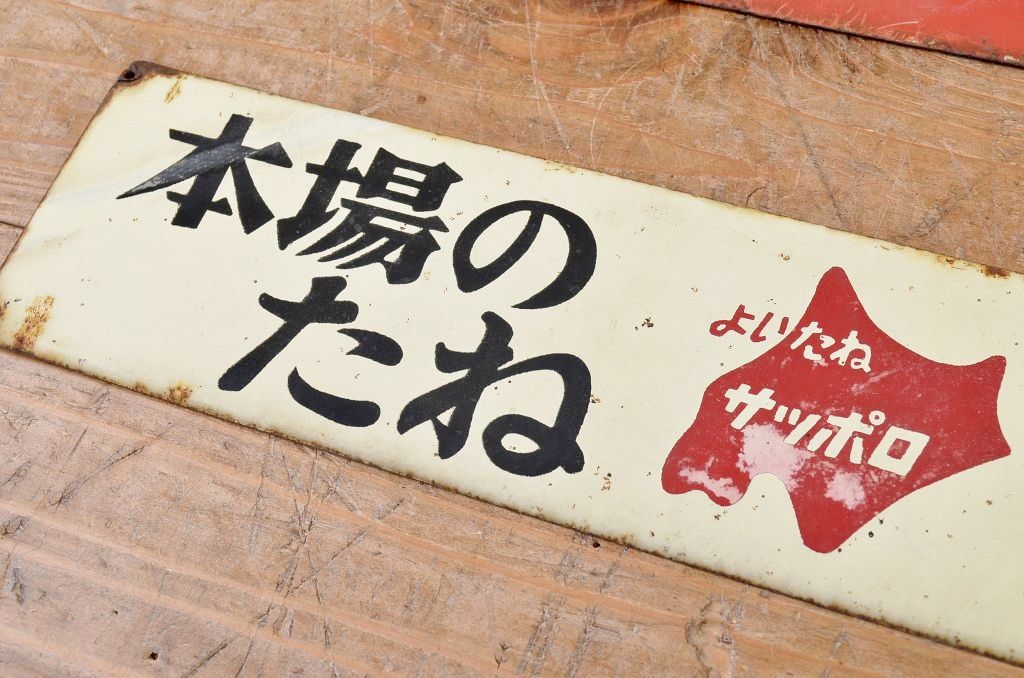 本場の
たね
よいたね
サッポロ